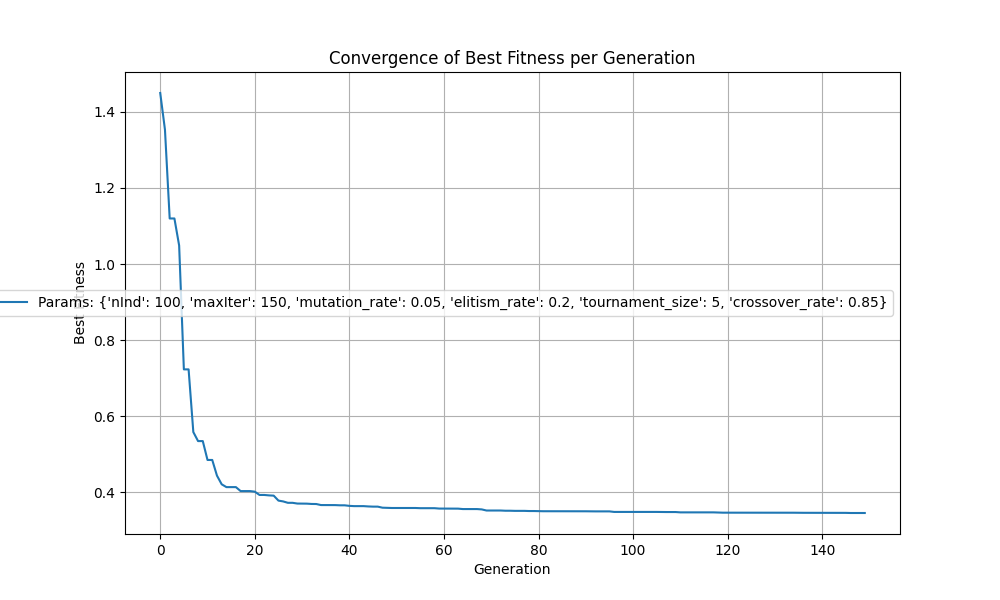 Convergence of Best Fitness per Generation
1.4
1.2
1.0
Params: {'nInd': 100, 'maxIter': 150, 'mutation_rate': 0.05, 'elitism_rate': 0.2, 'tournament_size': 5, 'crossover_rate': 0.85}
Best Fitness
0.8
0.6
0.4
0 20 40 60 80 100 120 140
Generation